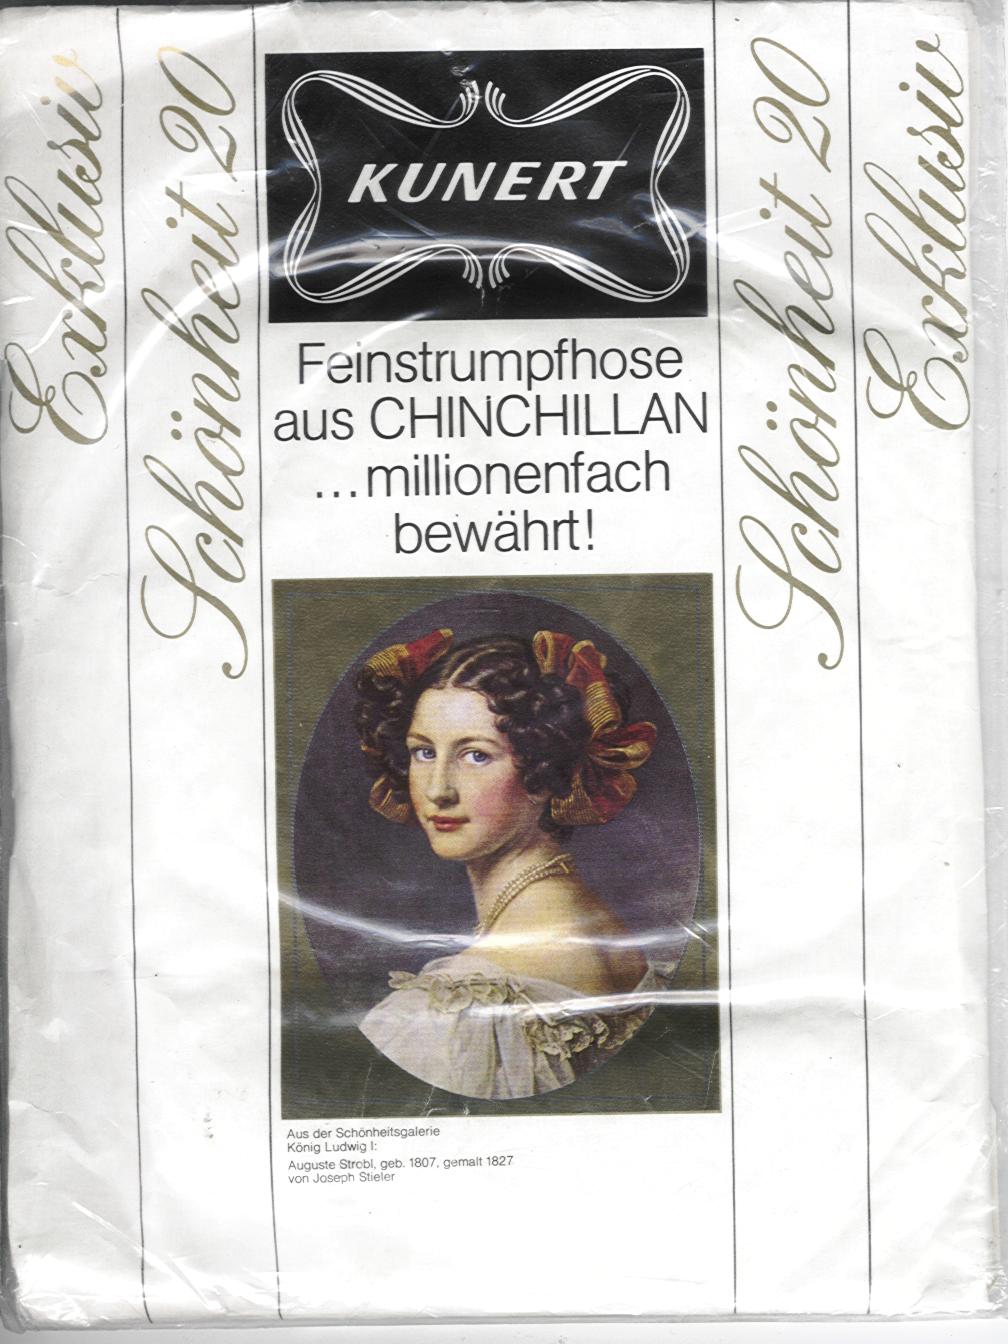 Exklusiv
Schönheit 20
KUNERT
Feinstrumpfhose
aus CHINCHILLAN
...millionenfach
bewährt!
Schönheit 20
Exklusiv
Aus der Schönheitsgalerie
König Ludwig I:
Auguste Strobl, geb. 1807, gemalt 1827
von Joseph Stieler